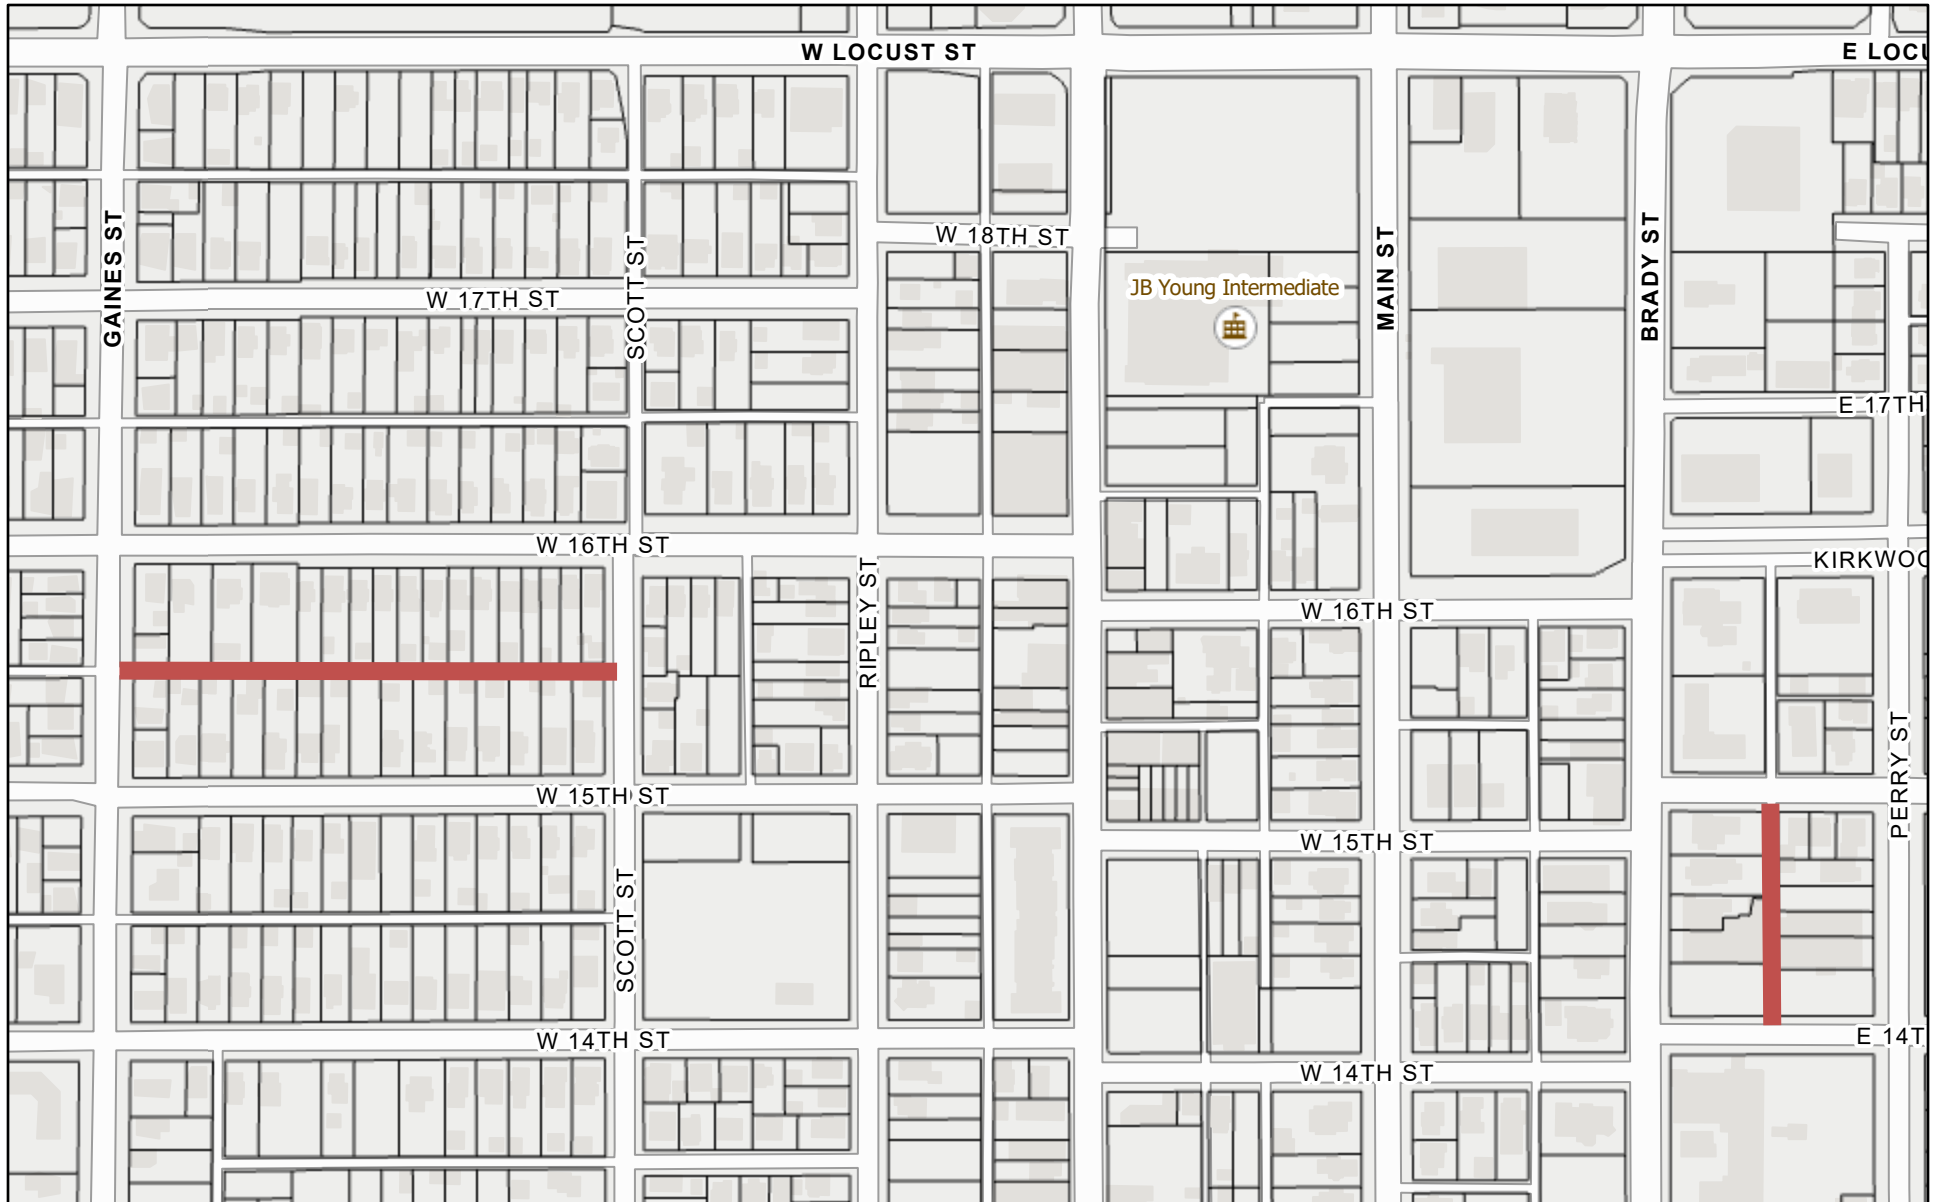 W LOCUST ST
E LOCU
GAINES ST
SCOTT ST
W 18TH ST
MAIN ST
BRADY ST
JB Young Intermediate
W 17TH ST
E 17TH
W 16TH ST
KIRKWOO
RIPLEY ST
W 16TH ST
PERRY ST
W 15TH ST
W 15TH ST
SCOTT ST
W 14TH ST
E 14T
W 14TH ST